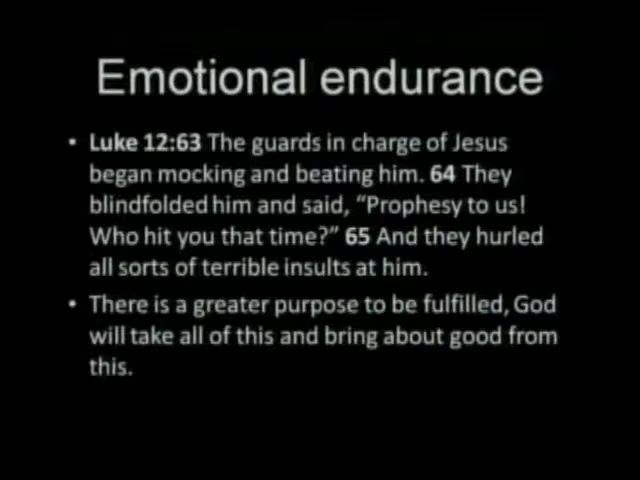 Emotional endurance
• Luke 12:63 The guards in charge of Jesus
began mocking and beating him. 64 They
blindfolded him and said, “Prophesy to us!
Who hit you that time?” 65 And they hurled
all sorts of terrible insults at him.
• There is a greater purpose to be fulfilled, God
will take all of this and bring about good from
this.